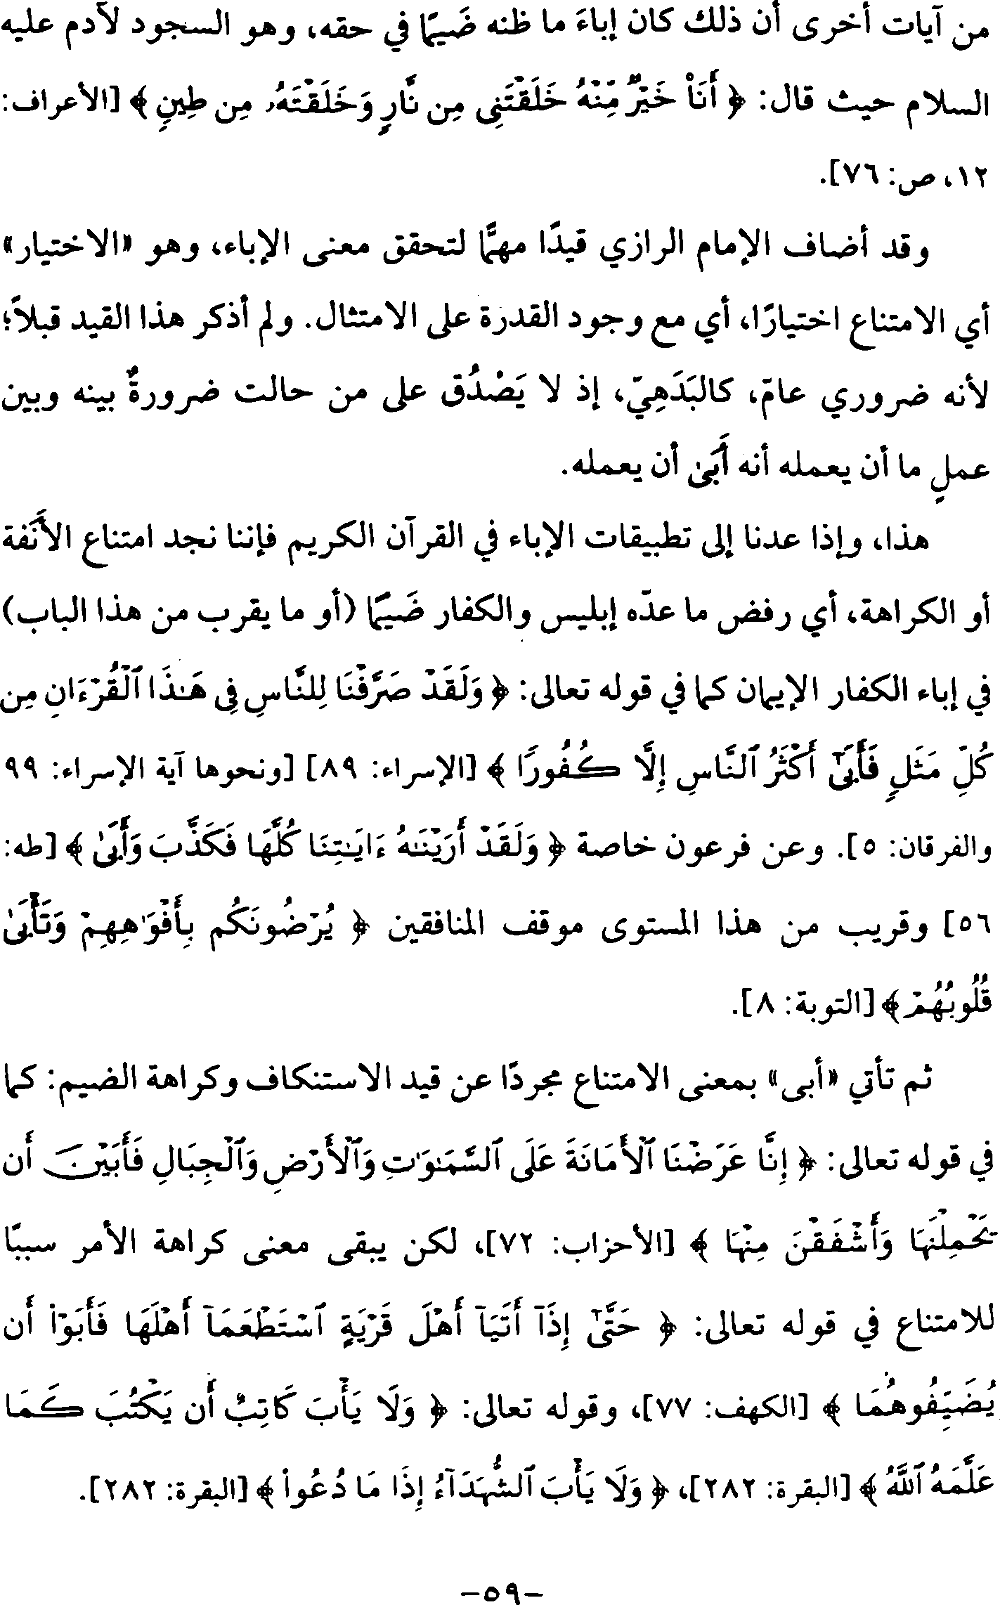 من آيات أخرى أن ذلك كان إباءَ ما ظنه ضَيمًا في حقه، وهو السجود لآدم عليه
السلام حيث قال: ﴿ أَنَا۠ خَيْرٌ مِّنْهُ خَلَقْتَنِى مِن نَّارٍ وَخَلَقْتَهُۥ مِن طِينٍ ﴾ [الأعراف:
١٢، ص: ٧٦].
وقد أضاف الإمام الرازي قيدًا مهمًّا لتحقق معنى الإباء، وهو «الاختيار»
أي الامتناع اختيارًا، أي مع وجود القدرة على الامتثال. ولم أذكر هذا القيد قبلاً؛
لأنه ضروري عامّ، كالبَدَهِيّ، إذ لا يَصْدُق على من حالت ضرورةٌ بينه وبين
عملٍ ما أن يعمله أنه أَبَىٰ أن يعمله.
هذا، وإذا عدنا إلى تطبيقات الإباء في القرآن الكريم فإننا نجد امتناع الأَنَفة
أو الكراهة، أي رفض ما عدّه إبليس والكفار ضَيمًا (أو ما يقرب من هذا الباب)
في إباء الكفار الإيمان كما في قوله تعالى: ﴿ وَلَقَدْ صَرَّفْنَا لِلنَّاسِ فِى هَـٰذَا ٱلْقُرْءَانِ مِن
كُلِّ مَثَلٍ فَأَبَىٰٓ أَكْثَرُ ٱلنَّاسِ إِلَّا كُفُورًا ﴾ [الإسراء: ٨٩] [ونحوها آية الإسراء: ٩٩
والفرقان: ٥]. وعن فرعون خاصة ﴿ وَلَقَدْ أَرَيْنَـٰهُ ءَايَـٰتِنَا كُلَّهَا فَكَذَّبَ وَأَبَىٰ ﴾ [طه:
٥٦] وقريب من هذا المستوى موقف المنافقين ﴿ يُرْضُونَكُم بِأَفْوَٰهِهِمْ وَتَأْبَىٰ
قُلُوبُهُمْ ﴾ [التوبة: ٨].
ثم تأتي «أبى» بمعنى الامتناع مجردًا عن قيد الاستنكاف وكراهة الضيم: كما
في قوله تعالى: ﴿ إِنَّا عَرَضْنَا ٱلْأَمَانَةَ عَلَى ٱلسَّمَـٰوَٰتِ وَٱلْأَرْضِ وَٱلْجِبَالِ فَأَبَيْنَ أَن
يَحْمِلْنَهَا وَأَشْفَقْنَ مِنْهَا ﴾ [الأحزاب: ٧٢]، لكن يبقى معنى كراهة الأمر سببًا
للامتناع في قوله تعالى: ﴿ حَتَّىٰٓ إِذَآ أَتَيَآ أَهْلَ قَرْيَةٍ ٱسْتَطْعَمَآ أَهْلَهَا فَأَبَوْا۟ أَن
يُضَيِّفُوهُمَا ﴾ [الكهف: ٧٧]، وقوله تعالى: ﴿ وَلَا يَأْبَ كَاتِبٌ أَن يَكْتُبَ كَمَا
عَلَّمَهُ ٱللَّهُ ﴾ [البقرة: ٢٨٢]، ﴿ وَلَا يَأْبَ ٱلشُّهَدَآءُ إِذَا مَا دُعُوا۟ ﴾ [البقرة: ٢٨٢].
-٥٩-